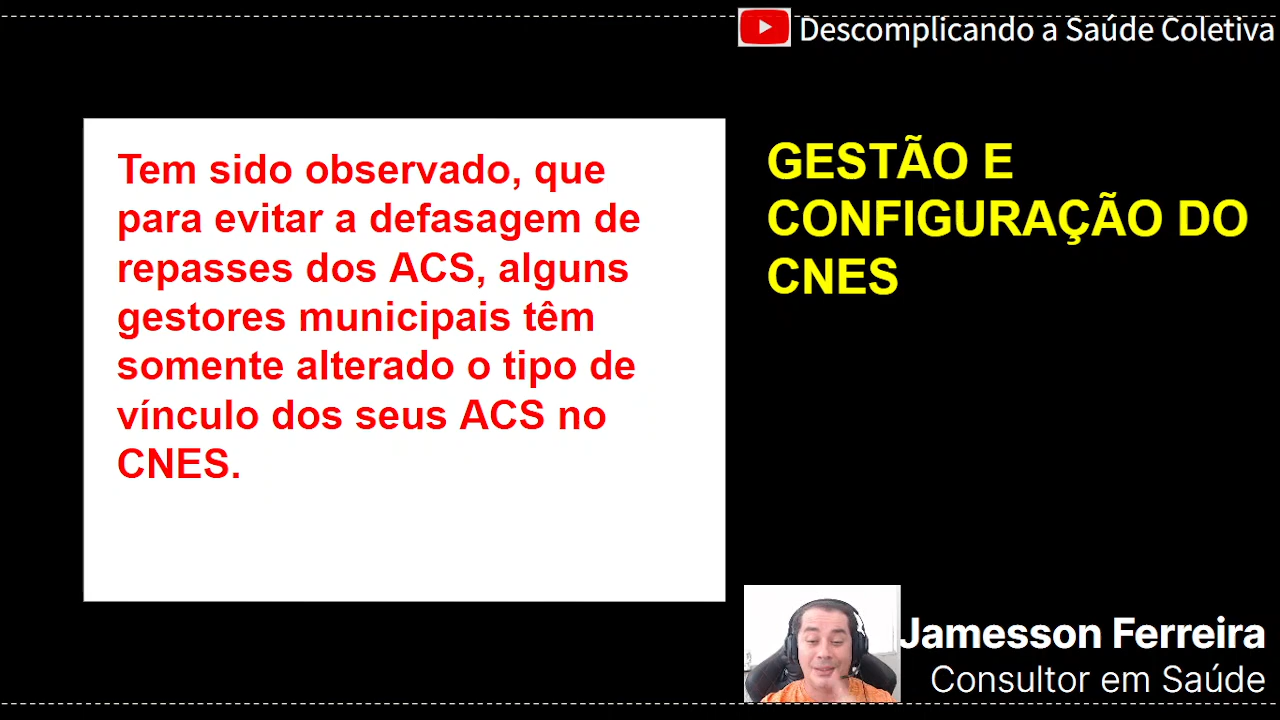 Descomplicando a Saúde Coletiva
Tem sido observado, que
para evitar a defasagem de
repasses dos ACS, alguns
gestores municipais têm
somente alterado o tipo de
vínculo dos seus ACS no
CNES.
GESTÃO E
CONFIGURAÇÃO DO
CNES
Jamesson Ferreira
Consultor em Saúde